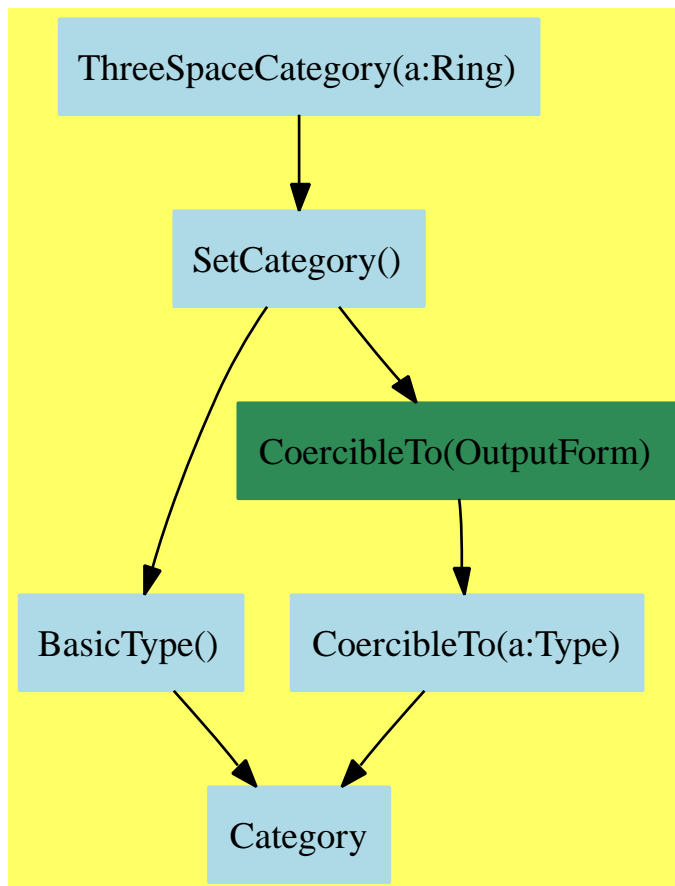 ThreeSpaceCategory(a:Ring)
SetCategory()
CoercibleTo(OutputForm)
BasicType()
CoercibleTo(a:Type)
Category